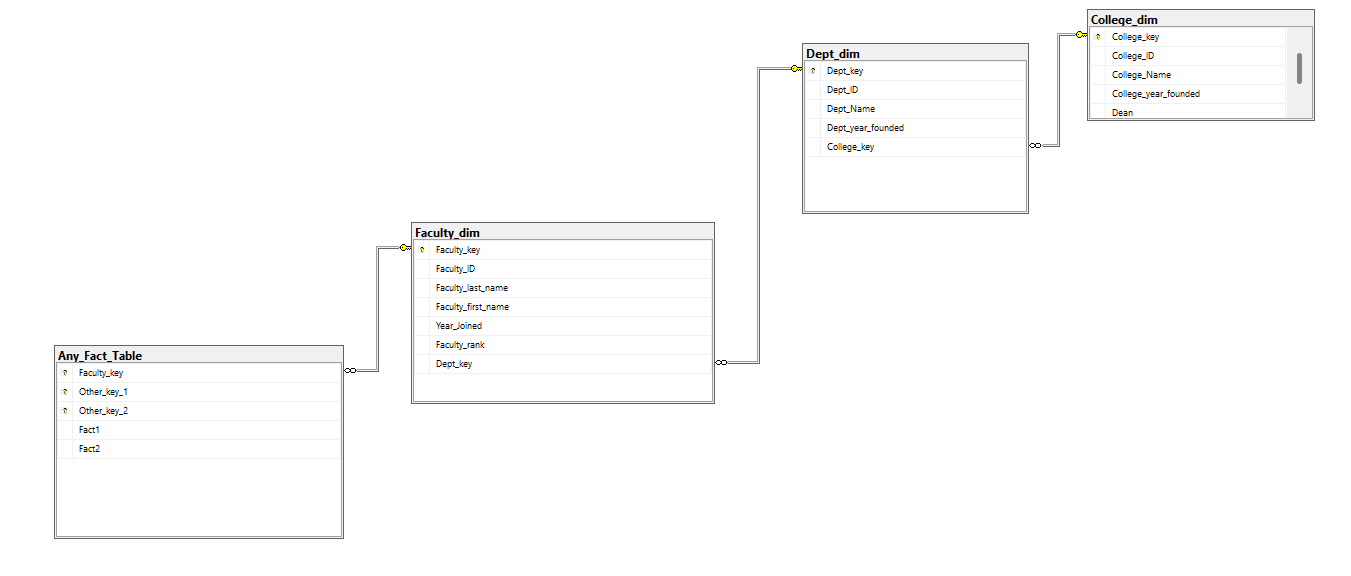 College_dim
College_key
College_ID
College_Name
College_year_founded
Dean
Dept_dim
Dept_key
Dept_ID
Dept_Name
Dept_year_founded
College_key
Faculty_dim
Faculty_key
Faculty_ID
Faculty_last_name
Faculty_first_name
Year_Joined
Faculty_rank
Dept_key
Any_Fact_Table
Faculty_key
Other_key_1
Other_key_2
Fact1
Fact2